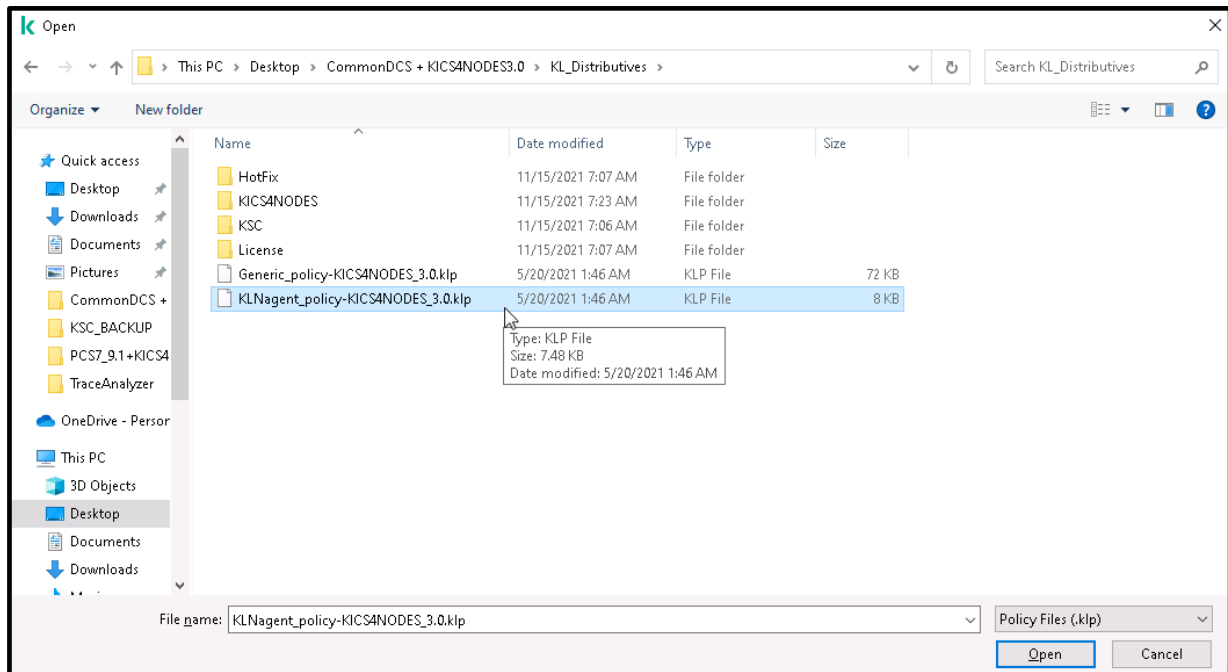 Open
This PC > Desktop > CommonDCS + KICS4NODES3.0 > KL_Distributives >
Search KL_Distributives
Organize
New folder
Name
Date modified
Type
Size
Quick access
Desktop
Downloads
Documents
Pictures
CommonDCS +
KSC_BACKUP
PCS7_9.1+KICS4
TraceAnalyzer
OneDrive - Person
This PC
3D Objects
Desktop
Documents
Downloads
HotFix 11/15/2021 7:07 AM File folder
KICS4NODES 11/15/2021 7:23 AM File folder
KSC 11/15/2021 7:06 AM File folder
License 11/15/2021 7:07 AM File folder
Generic_policy-KICS4NODES_3.0.klp 5/20/2021 1:46 AM KLP File 72 KB
KLNagent_policy-KICS4NODES_3.0.klp 5/20/2021 1:46 AM KLP File 8 KB
Type: KLP File
Size: 7.48 KB
Date modified: 5/20/2021 1:46 AM
File name: KLNagent_policy-KICS4NODES_3.0.klp
Policy Files (.klp)
Open
Cancel